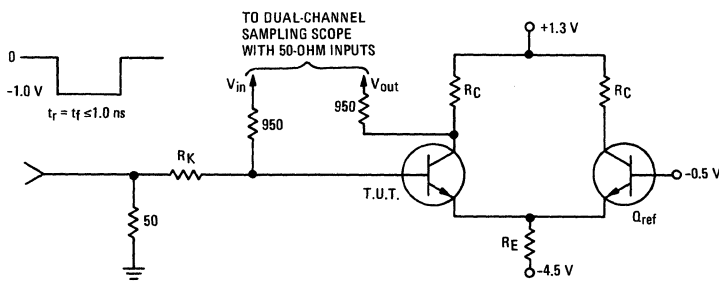 TO DUAL-CHANNEL
SAMPLING SCOPE
WITH 50-OHM INPUTS
+1.3 V
0
-1.0 V
tr = tf ≤1.0 ns
Vin
Vout
950
950
RC
RC
RK
50
T.U.T.
Qref
-0.5 V
RE
-4.5 V